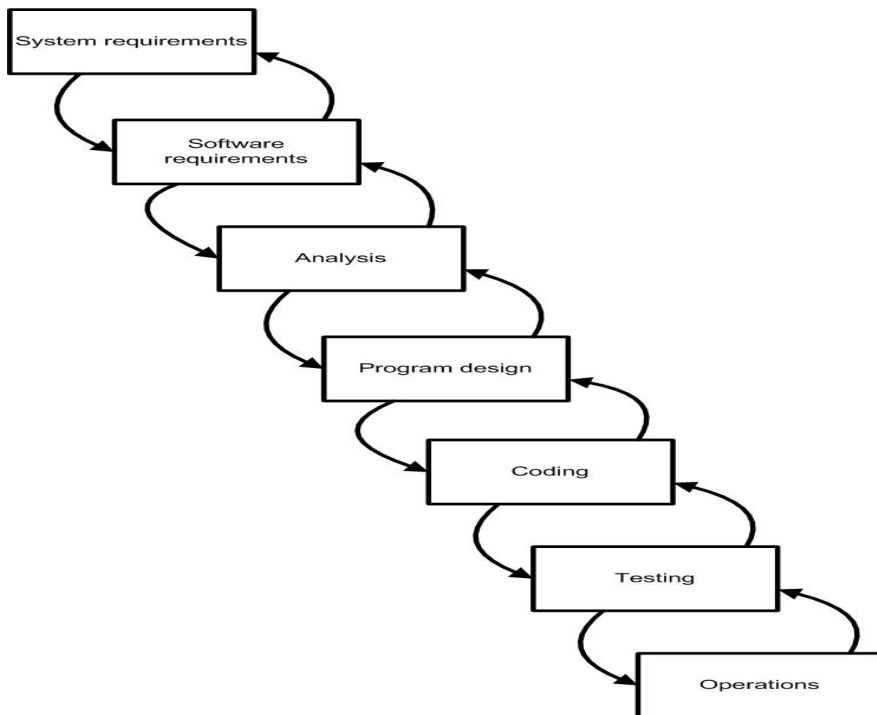 System requirements
Software
requirements
Analysis
Program design
Coding
Testing
Operations